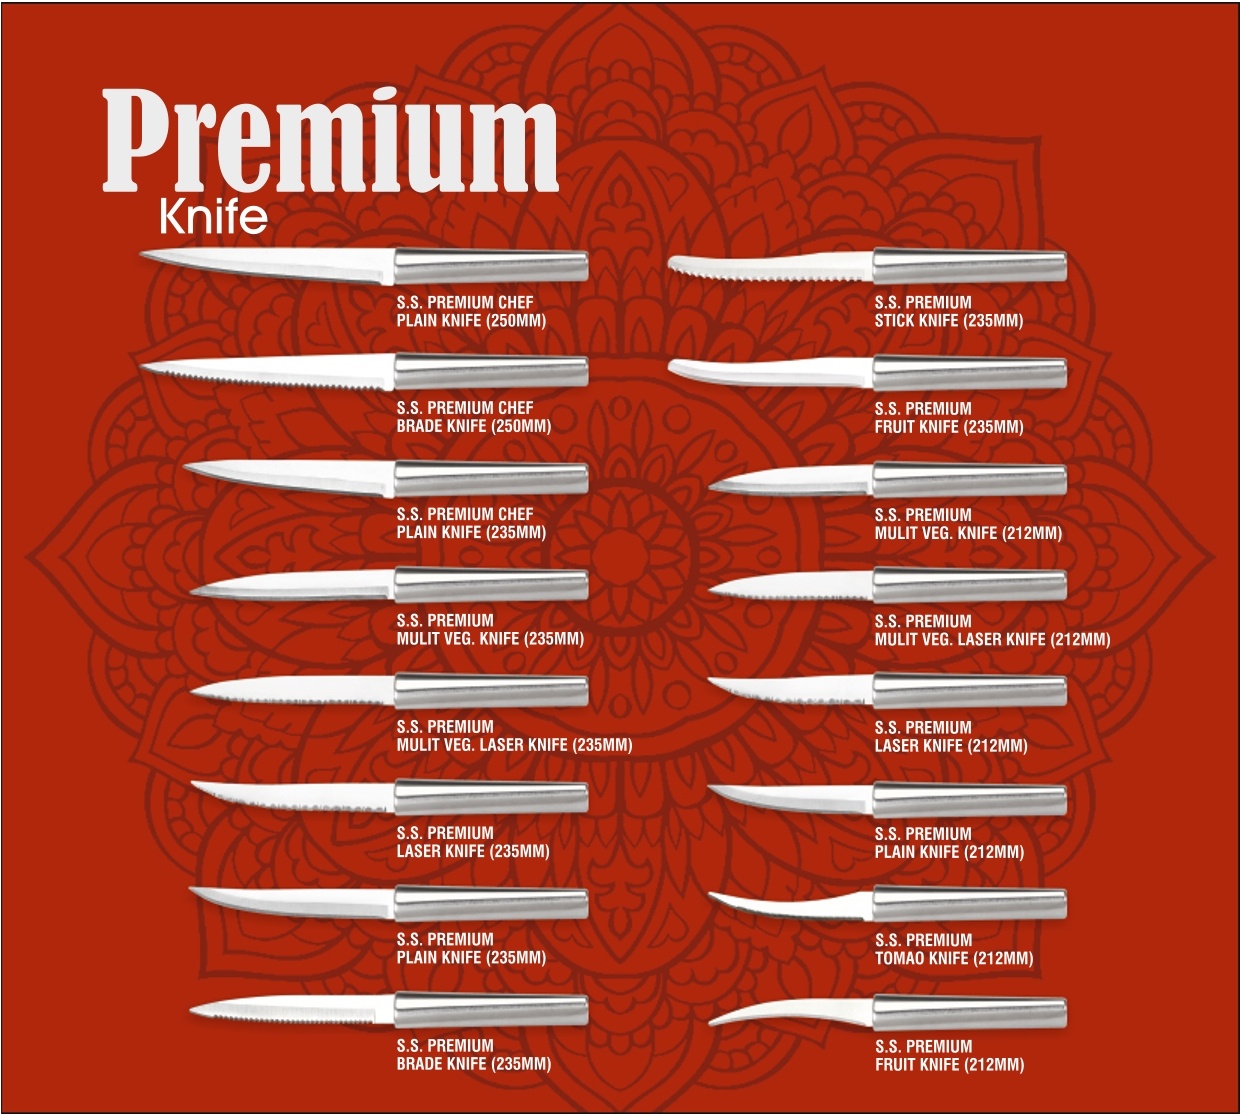 Premium
Knife
S.S. PREMIUM CHEF
PLAIN KNIFE (250MM)
S.S. PREMIUM CHEF
BRADE KNIFE (250MM)
S.S. PREMIUM CHEF
PLAIN KNIFE (235MM)
S.S. PREMIUM
MULIT VEG. KNIFE (235MM)
S.S. PREMIUM
MULIT VEG. LASER KNIFE (235MM)
S.S. PREMIUM
LASER KNIFE (235MM)
S.S. PREMIUM
PLAIN KNIFE (235MM)
S.S. PREMIUM
BRADE KNIFE (235MM)
S.S. PREMIUM
STICK KNIFE (235MM)
S.S. PREMIUM
FRUIT KNIFE (235MM)
S.S. PREMIUM
MULIT VEG. KNIFE (212MM)
S.S. PREMIUM
MULIT VEG. LASER KNIFE (212MM)
S.S. PREMIUM
LASER KNIFE (212MM)
S.S. PREMIUM
PLAIN KNIFE (212MM)
S.S. PREMIUM
TOMAO KNIFE (212MM)
S.S. PREMIUM
FRUIT KNIFE (212MM)